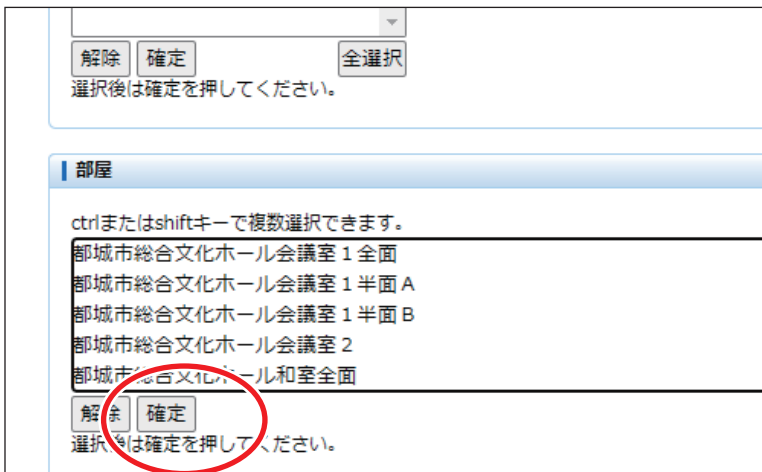 解除 確定 全選択
選択後は確定を押してください。
部屋
ctrlまたはshiftキーで複数選択できます。
都城市総合文化ホール会議室１全面
都城市総合文化ホール会議室１半面Ａ
都城市総合文化ホール会議室１半面Ｂ
都城市総合文化ホール会議室２
都城市総合文化ホール和室全面
解除 確定
選択後は確定を押してください。